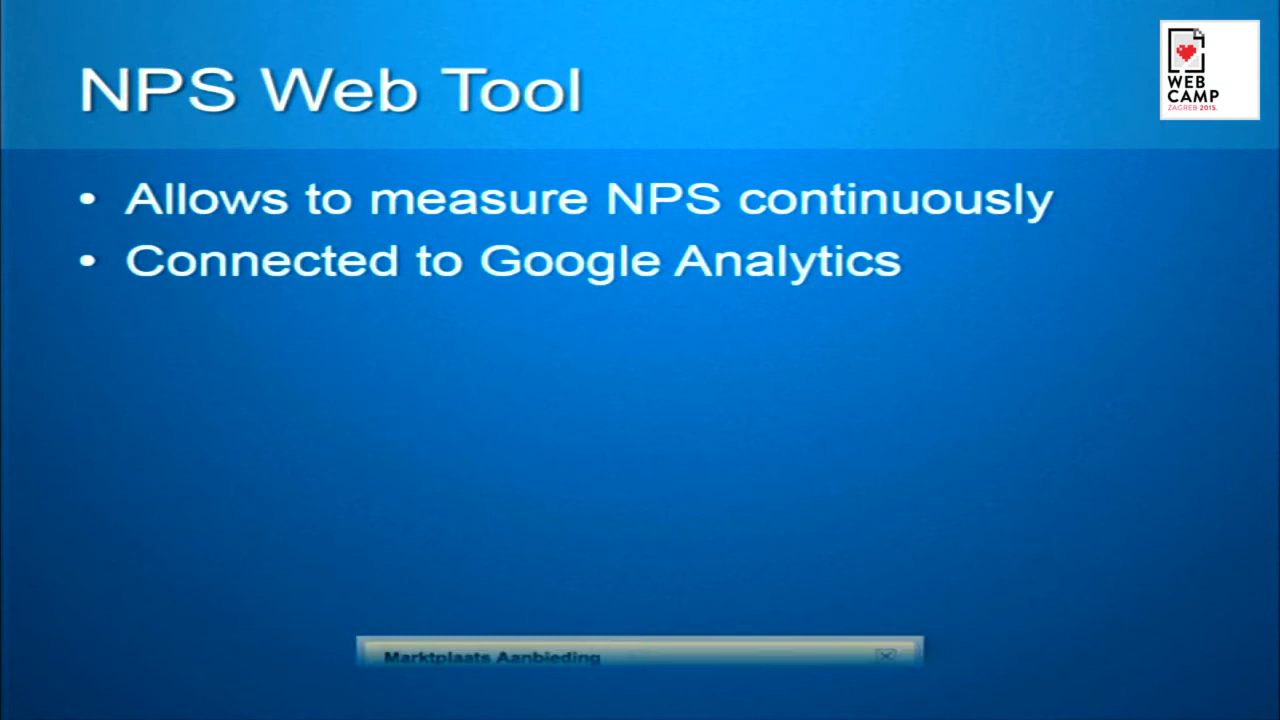 NPS Web Tool
WEB
CAMP
ZAGREB 2015.
• Allows to measure NPS continuously
• Connected to Google Analytics
Marktplaats Aanbieding